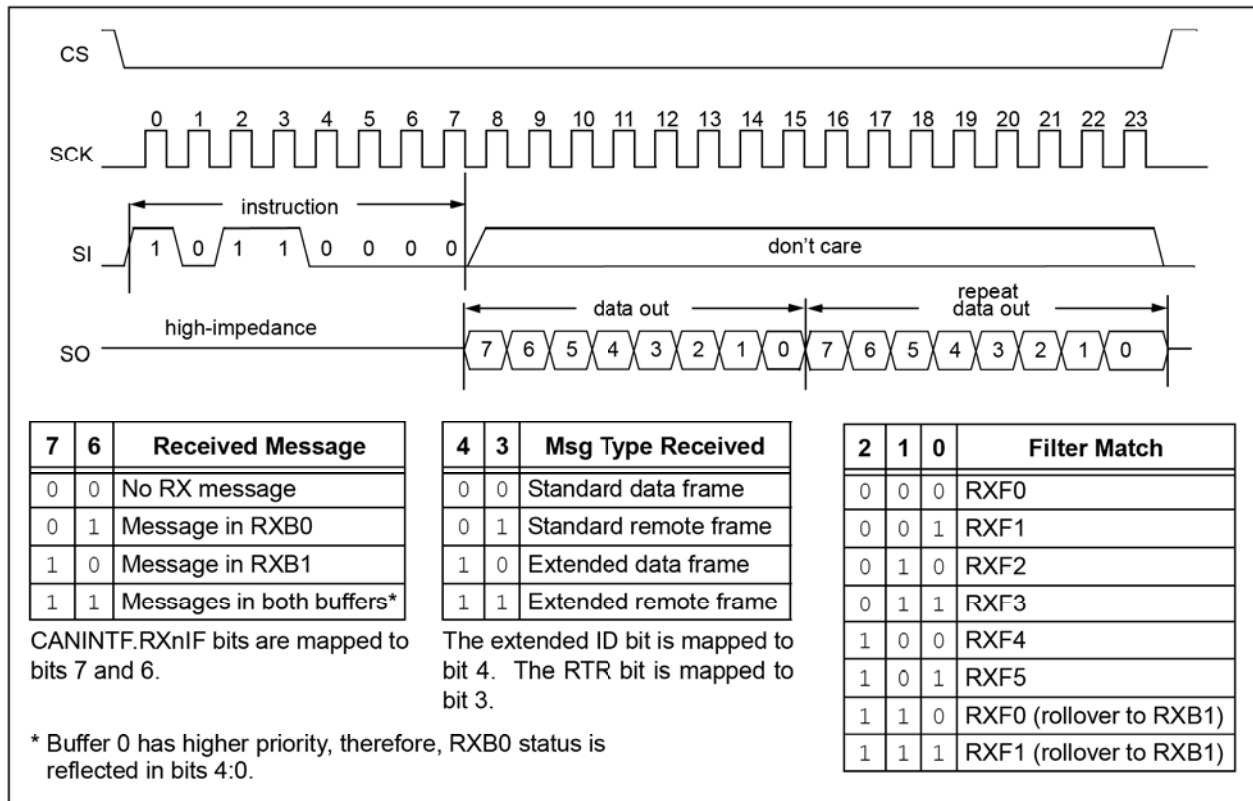 CS
0 1 2 3 4 5 6 7 8 9 10 11 12 13 14 15 16 17 18 19 20 21 22 23
SCK
instruction
SI 1 0 1 1 0 0 0 0 don't care
repeat
data out data out
high-impedance
SO 7 6 5 4 3 2 1 0 7 6 5 4 3 2 1 0
7 6 Received Message
0 0 No RX message
0 1 Message in RXB0
1 0 Message in RXB1
1 1 Messages in both buffers*
CANINTF.RXnIF bits are mapped to
bits 7 and 6.
4 3 Msg Type Received
0 0 Standard data frame
0 1 Standard remote frame
1 0 Extended data frame
1 1 Extended remote frame
The extended ID bit is mapped to
bit 4. The RTR bit is mapped to
bit 3.
2 1 0 Filter Match
0 0 0 RXF0
0 0 1 RXF1
0 1 0 RXF2
0 1 1 RXF3
1 0 0 RXF4
1 0 1 RXF5
1 1 0 RXF0 (rollover to RXB1)
1 1 1 RXF1 (rollover to RXB1)
* Buffer 0 has higher priority, therefore, RXB0 status is
reflected in bits 4:0.